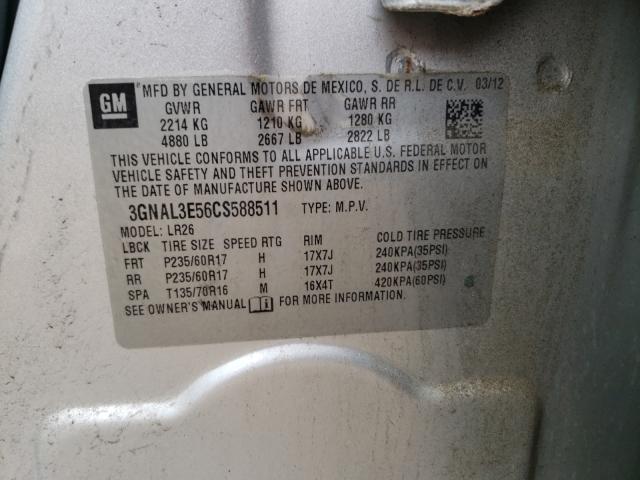 GM
MFD BY GENERAL MOTORS DE MEXICO, S. DE R.L. DE C.V. 03/12
GVWR GAWR FRT GAWR RR
2214 KG 1210 KG 1280 KG
4880 LB 2667 LB 2822 LB
THIS VEHICLE CONFORMS TO ALL APPLICABLE U.S. FEDERAL MOTOR
VEHICLE SAFETY AND THEFT PREVENTION STANDARDS IN EFFECT ON
THE DATE OF MANUFACTURE SHOWN ABOVE.
3GNAL3E56CS588511 TYPE: M.P.V.
MODEL: LR26
LBCK TIRE SIZE SPEED RTG RIM COLD TIRE PRESSURE
FRT P235/60R17 H 17X7J 240KPA(35PSI)
RR P235/60R17 H 17X7J 240KPA(35PSI)
SPA T135/70R16 M 16X4T 420KPA(60PSI)
SEE OWNER'S MANUAL FOR MORE INFORMATION.